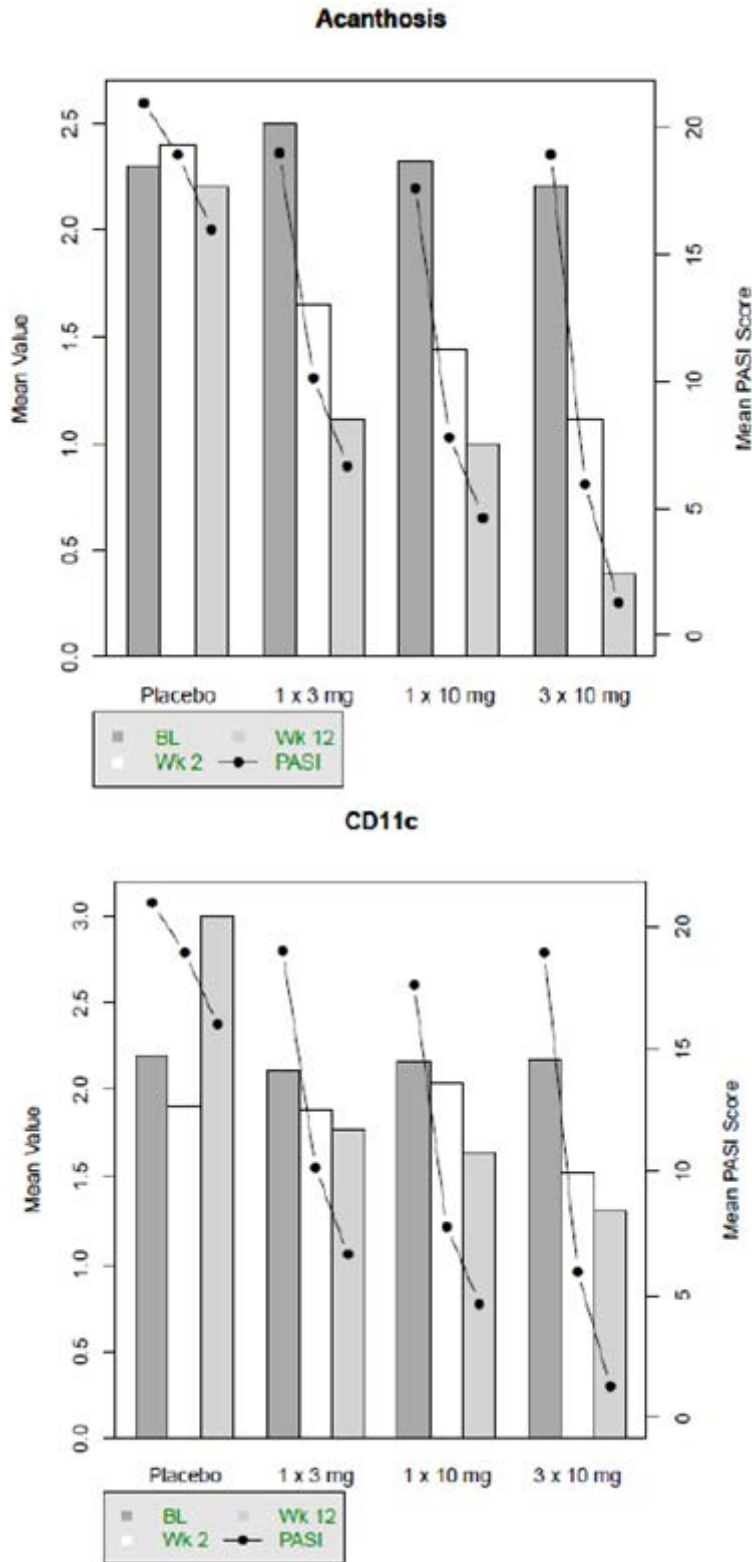 Acanthosis
Mean Value
2.5
2.0
1.5
1.0
0.5
0.0
20
15
10
5
0
Mean PASI Score
Placebo 1 x 3 mg 1 x 10 mg 3 x 10 mg
BL Wk 12
Wk 2 PASI
CD11c
Mean Value
3.0
2.5
2.0
1.5
1.0
0.5
0.0
20
15
10
5
0
Mean PASI Score
Placebo 1 x 3 mg 1 x 10 mg 3 x 10 mg
BL Wk 12
Wk 2 PASI